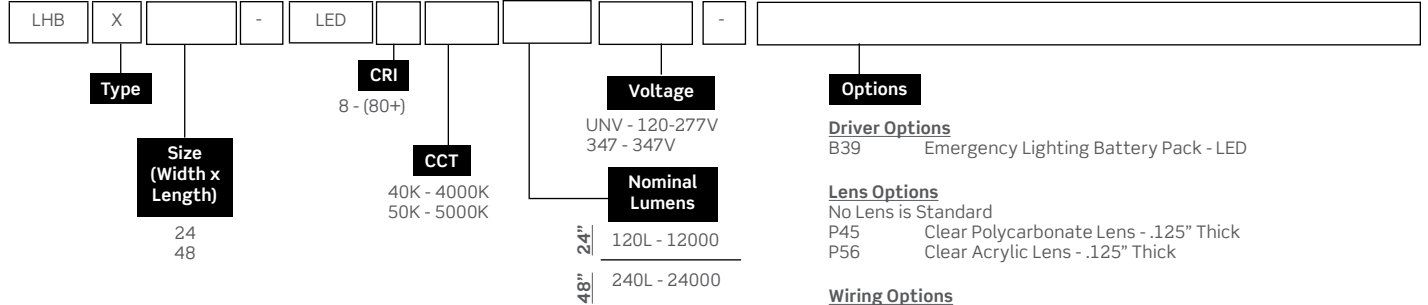 LHB X - LED -
Type
CRI
8 - (80+)
Size
(Width x
Length)
24
48
CCT
40K - 4000K
50K - 5000K
Voltage
UNV - 120-277V
347 - 347V
Nominal
Lumens
24” 120L - 12000
48” 240L - 24000
Options
Driver Options
B39 Emergency Lighting Battery Pack - LED
Lens Options
No Lens is Standard
P45 Clear Polycarbonate Lens - .125” Thick
P56 Clear Acrylic Lens - .125” Thick
Wiring Options